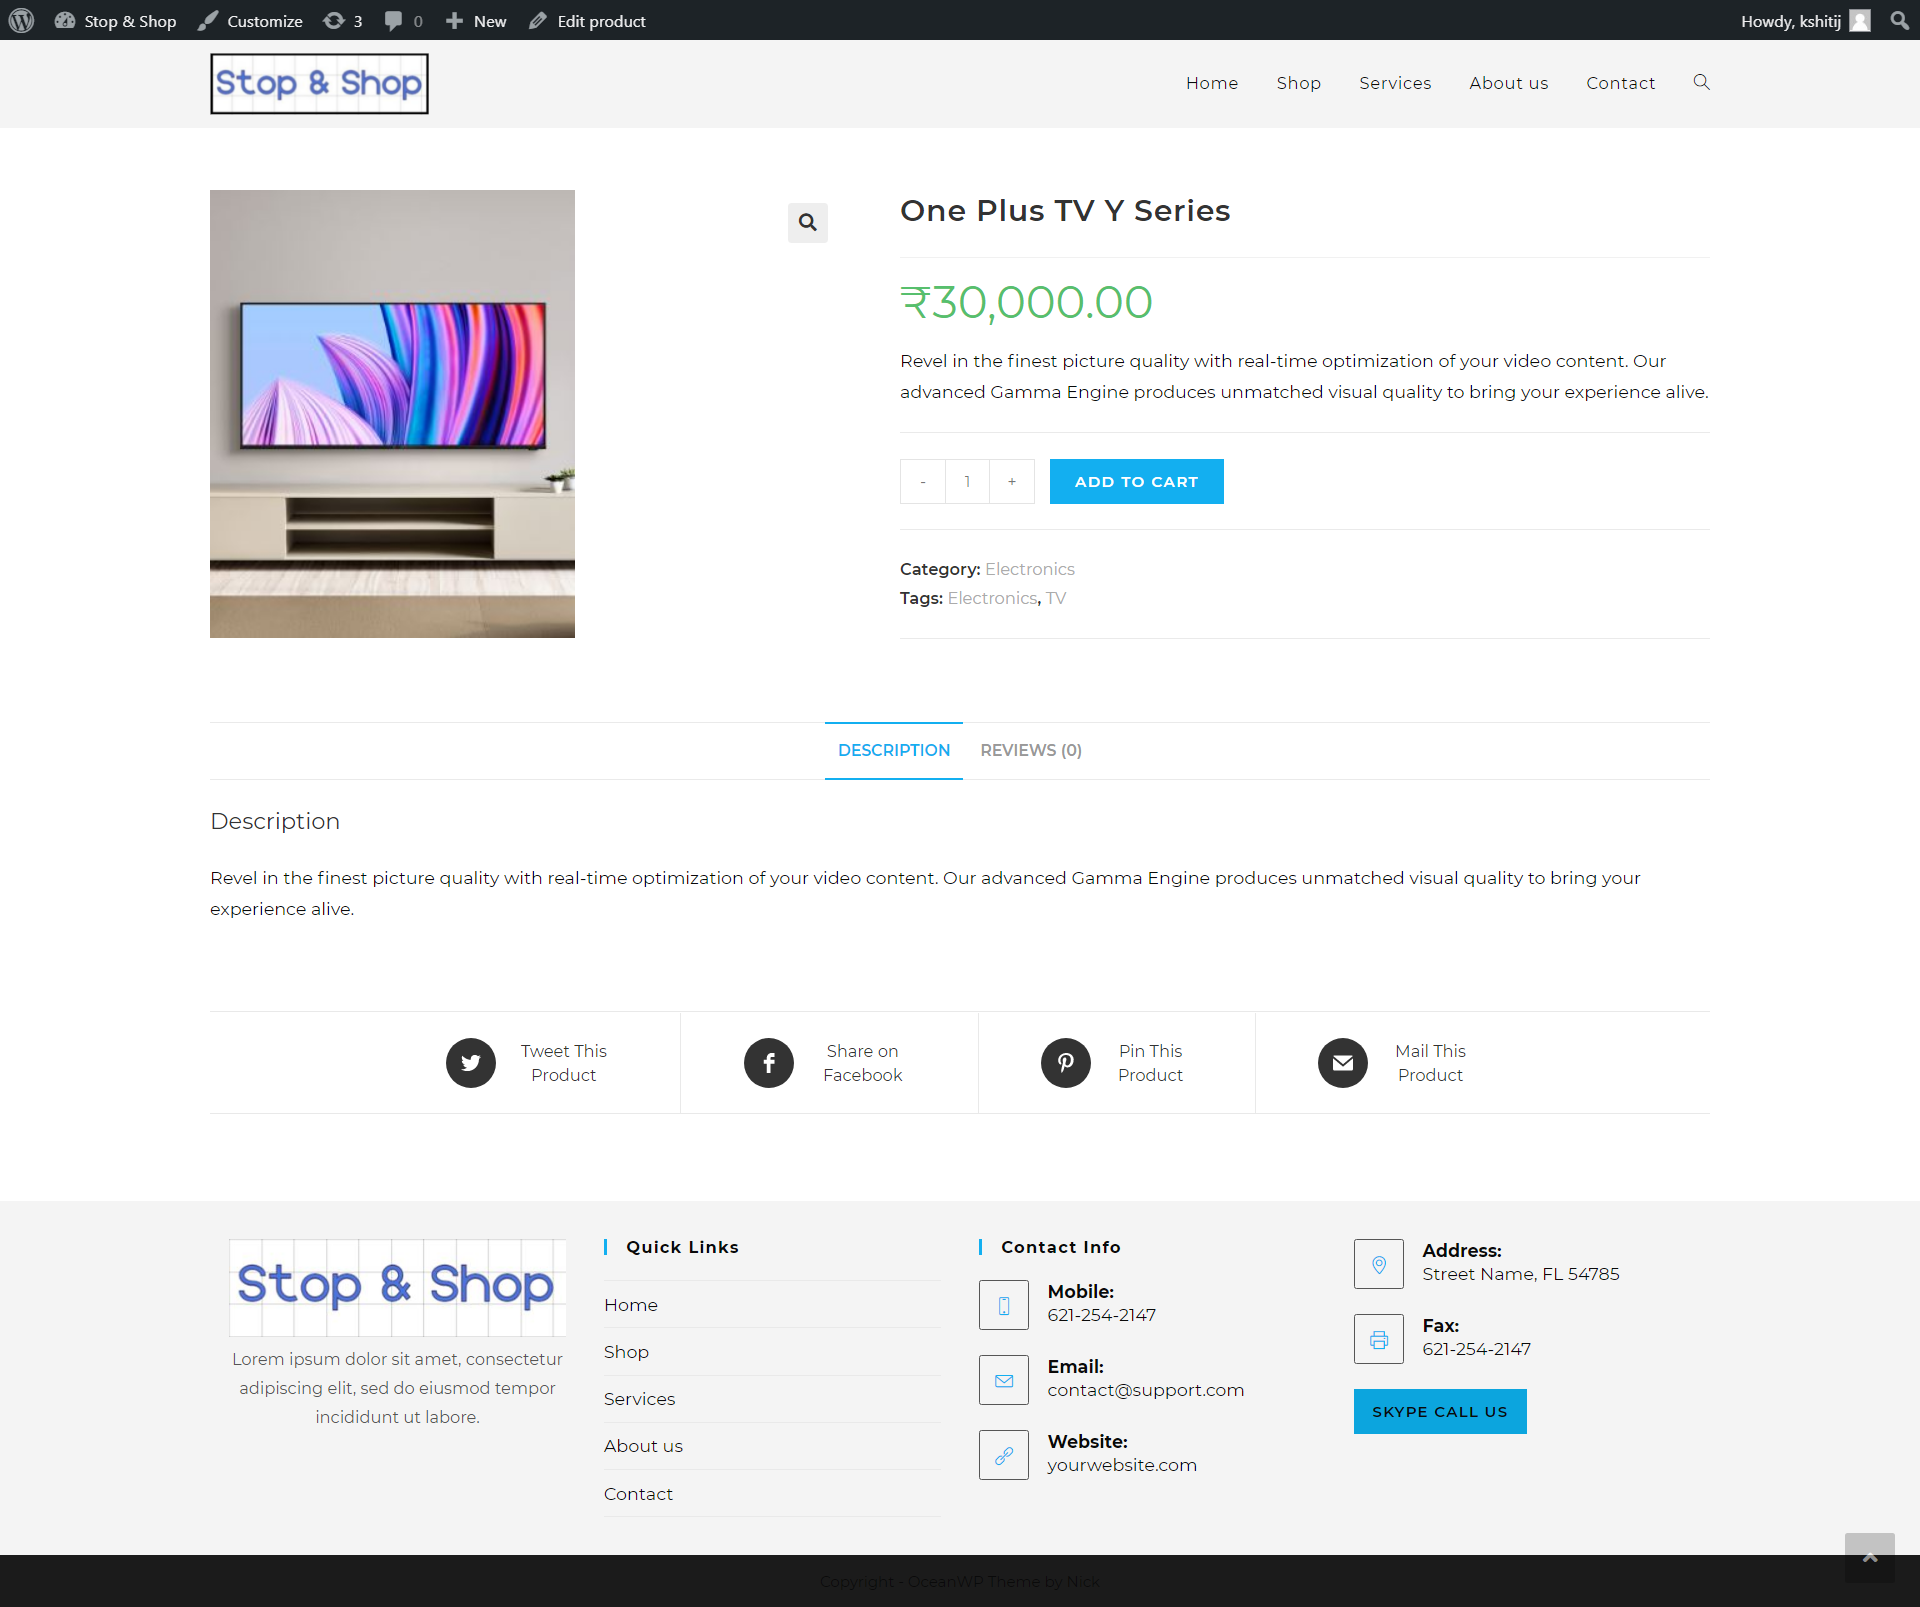 Stop & Shop
Customize
3
0
New
Edit product
Howdy, kshitij
Stop & Shop
Home
Shop
Services
About us
Contact
One Plus TV Y Series
₹30,000.00
Revel in the finest picture quality with real-time optimization of your video content. Our
advanced Gamma Engine produces unmatched visual quality to bring your experience alive.
- 1 +
ADD TO CART
Category: Electronics
Tags: Electronics, TV
DESCRIPTION
REVIEWS (0)
Description
Revel in the finest picture quality with real-time optimization of your video content. Our advanced Gamma Engine produces unmatched visual quality to bring your
experience alive.
Tweet This
Product
Share on
Facebook
Pin This
Product
Mail This
Product
Stop & Shop
Lorem ipsum dolor sit amet, consectetur
adipiscing elit, sed do eiusmod tempor
incididunt ut labore.
Quick Links
Home
Shop
Services
About us
Contact
Contact Info
Mobile:
621-254-2147
Email:
contact@support.com
Website:
yourwebsite.com
Address:
Street Name, FL 54785
Fax:
621-254-2147
SKYPE CALL US
Copyright - OceanWP Theme by Nick